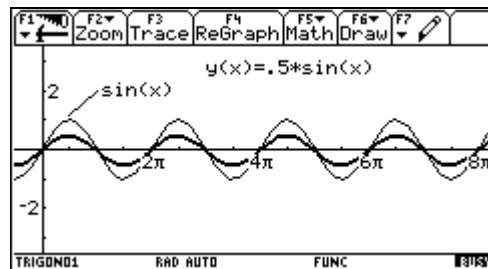 F1 F2 F3 F4 F5 F6 F7
Zoom Trace ReGraph Math Draw
y(x)=.5*sin(x)
2
sin(x)
2π 4π 6π 8π
-2
TRIGONO1 RAD AUTO FUNC BUSY